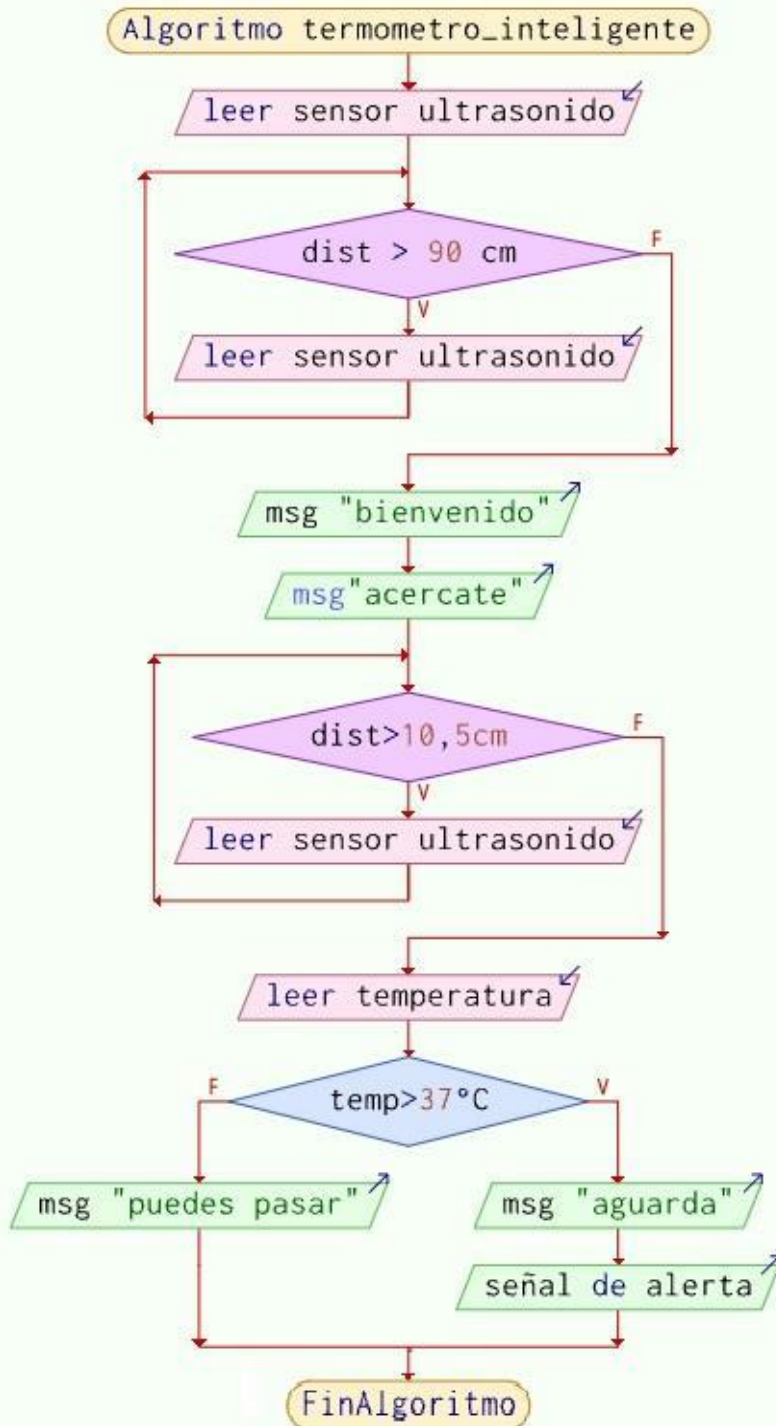 Algoritmo termometro_inteligente
leer sensor ultrasonido
dist > 90 cm
F
V
leer sensor ultrasonido
msg "bienvenido"
msg"acercate"
dist>10,5cm
F
V
leer sensor ultrasonido
leer temperatura
F
temp>37°C
V
msg "puedes pasar"
msg "aguarda"
señal de alerta
FinAlgoritmo